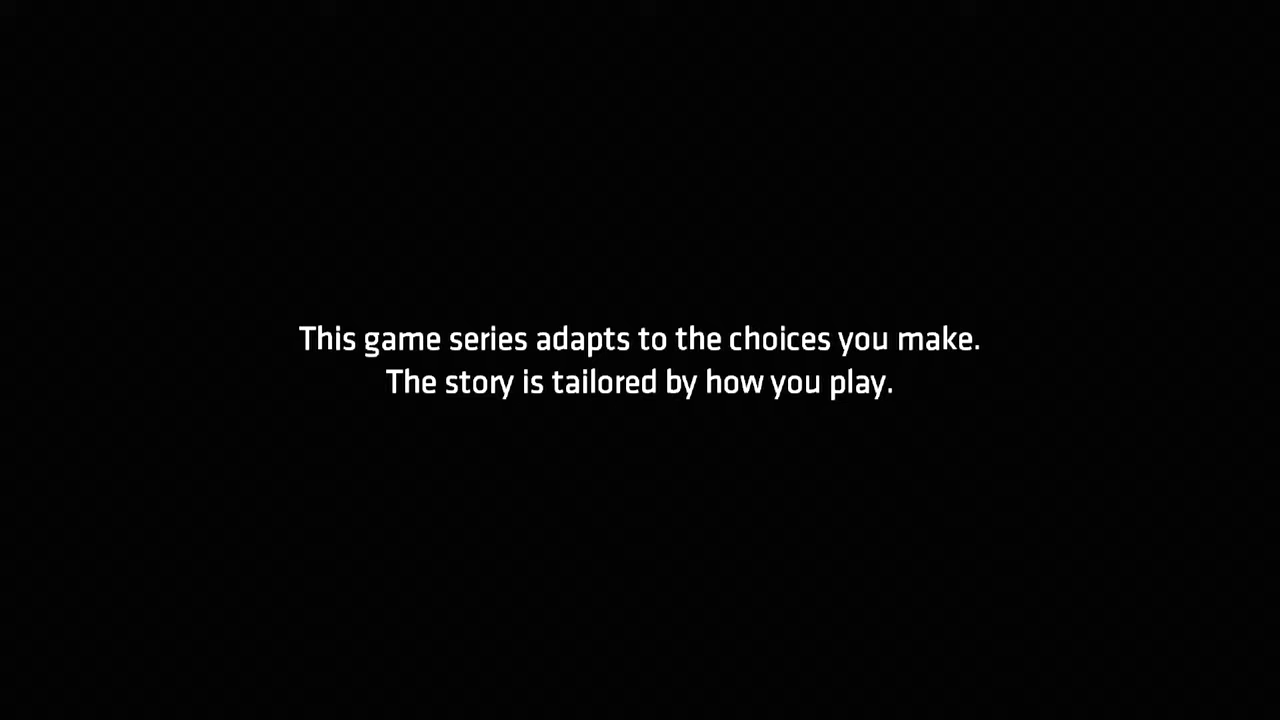 This game series adapts to the choices you make.
The story is tailored by how you play.